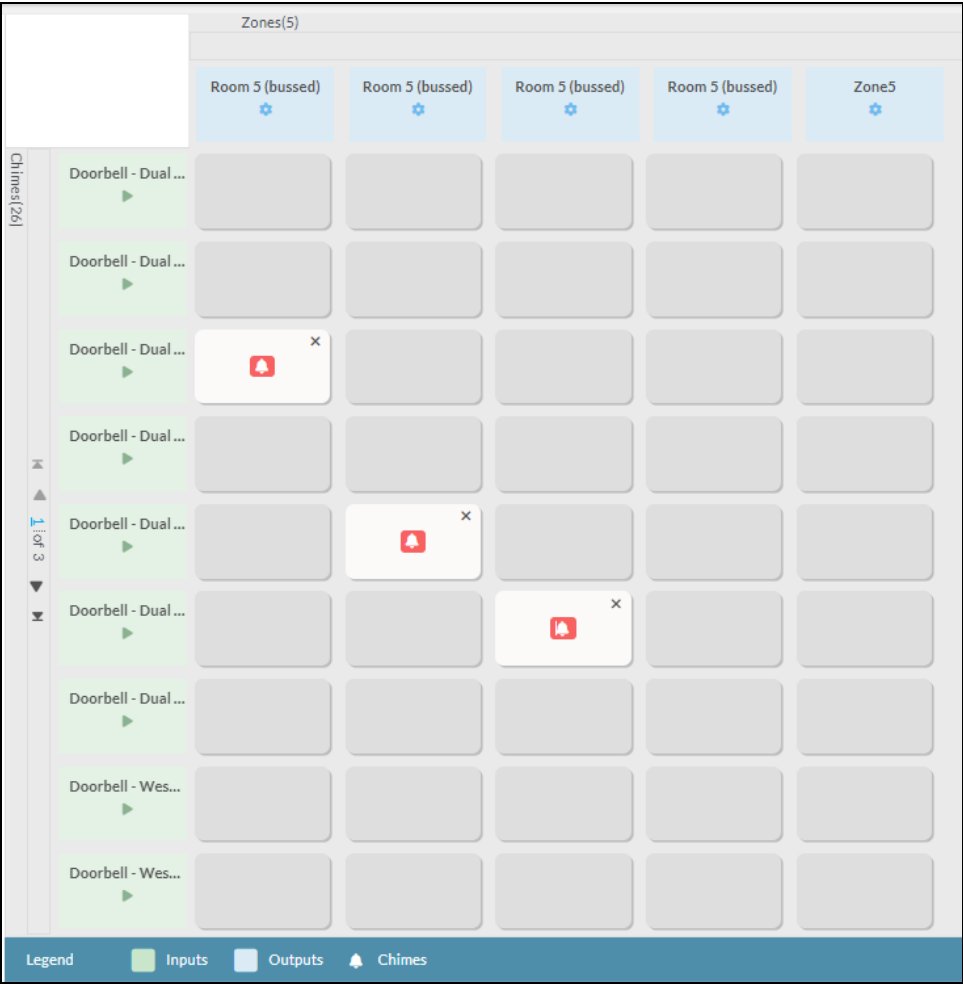 Zones(5)
Room 5 (bussed)
Room 5 (bussed)
Room 5 (bussed)
Room 5 (bussed)
Zone5
Chimes(26)
Doorbell - Dual ...
Doorbell - Dual ...
Doorbell - Dual ...
Doorbell - Dual ...
Doorbell - Dual ...
Doorbell - Dual ...
Doorbell - Dual ...
Doorbell - Wes...
Doorbell - Wes...
1 of 3
Legend
Inputs
Outputs
Chimes